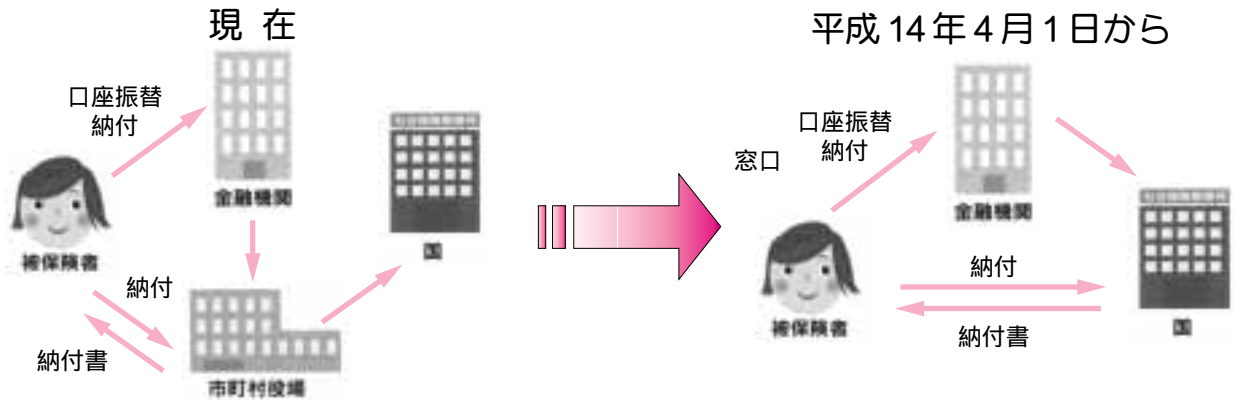 現在
口座振替
納付
金融機関
被保険者
国
納付
納付書
市町村役場
平成14年4月1日から
窓口
口座振替
納付
金融機関
被保険者
納付
納付書
国